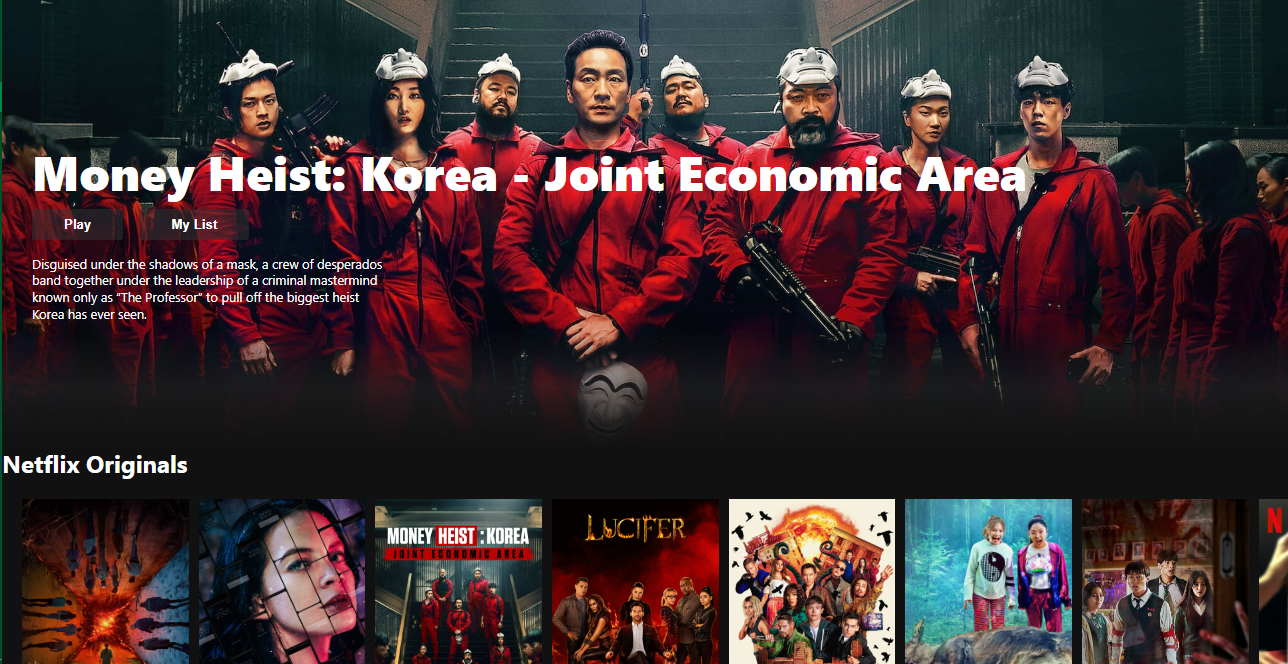 Money Heist: Korea - Joint Economic Area
Play
My List
Disguised under the shadows of a mask, a crew of desperados
band together under the leadership of a criminal mastermind
known only as “The Professor” to pull off the biggest heist
Korea has ever seen.
Netflix Originals
MONEY HEIST : KOREA
JOINT ECONOMIC AREA
LUCIFER
N